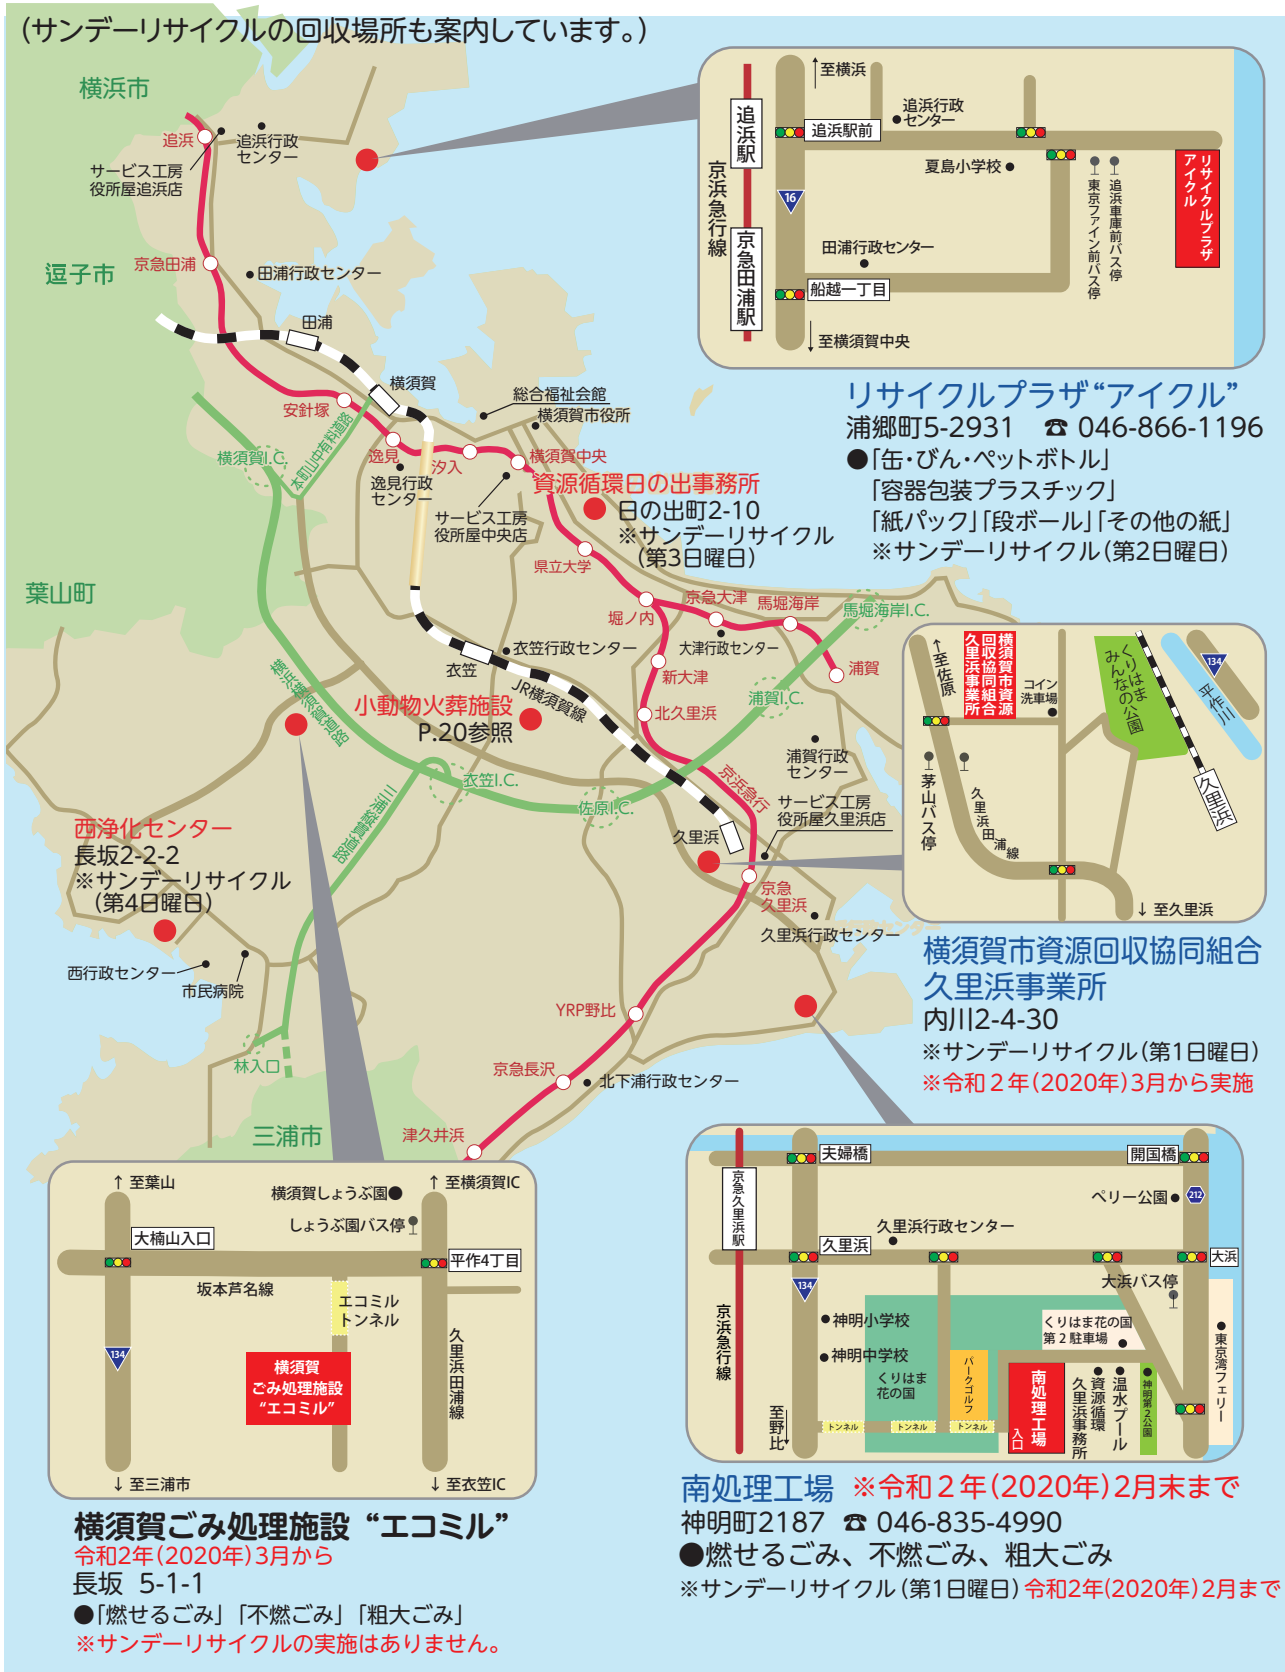 (サンデーリサイクルの回収場所も案内しています。)
横浜市
追浜
追浜行政
センター
サービス工房
役所屋追浜店
逗子市
京急田浦
田浦行政センター
田浦
横須賀
安針塚
総合福祉会館
横須賀市役所
横須賀I.C.
本町山中有料道路
逸見
汐入
横須賀中央
逸見行政
センター
サービス工房
役所屋中央店
資源循環日の出事務所
日の出町2-10
※サンデーリサイクル
(第3日曜日)
県立大学
葉山町
堀ノ内
京急大津
馬堀海岸
馬堀海岸I.C.
大津行政センター
浦賀
衣笠行政センター
衣笠
新大津
JR横須賀線
北久里浜
浦賀I.C.
横浜横須賀道路
小動物火葬施設
P.20参照
浦賀行政
センター
衣笠I.C.
佐原I.C.
京浜急行
三浦縦貫道路
サービス工房
役所屋久里浜店
久里浜
西浄化センター
長坂2-2-2
※サンデーリサイクル
(第4日曜日)
京急
久里浜
久里浜行政センター
西行政センター
市民病院
YRP野比
林入口
京急長沢
北下浦行政センター
三浦市
津久井浜
↑至横浜
追浜駅
追浜駅前
追浜行政
センター
夏島小学校
京浜急行線
16
リサイクルプラザ
アイクル
追浜車庫前バス停
東京ファイン前バス停
田浦行政センター
京急田浦駅
船越一丁目
↓至横須賀中央
リサイクルプラザ“アイクル”
浦郷町5-2931 ☎ 046-866-1196
●「缶・びん・ペットボトル」
「容器包装プラスチック」
「紙パック」「段ボール」「その他の紙」
※サンデーリサイクル(第2日曜日)
↑至佐原
横須賀市資源
回収協同組合
久里浜事業所
コイン
洗車場
くりはま
みんなの公園
134
平作川
茅山バス停
久里浜田浦線
久里浜
↓至久里浜
横須賀市資源回収協同組合
久里浜事業所
内川2-4-30
※サンデーリサイクル(第1日曜日)
※令和2年(2020年)3月から実施
↑至葉山
横須賀しょうぶ園●
しょうぶ園バス停
↑至横須賀IC
大楠山入口
平作4丁目
坂本芦名線
エコミル
トンネル
134
久里浜田浦線
横須賀
ごみ処理施設
“エコミル”
↓至三浦市
↓至衣笠IC
横須賀ごみ処理施設“エコミル”
令和2年(2020年)3月から
長坂 5-1-1
●「燃せるごみ」「不燃ごみ」「粗大ごみ」
※サンデーリサイクルの実施はありません。
夫婦橋
開国橋
京急久里浜駅
ペリー公園
212
久里浜行政センター
久里浜
大浜
134
大浜バス停
京浜急行線
神明小学校
くりはま花の国
第2駐車場
神明中学校
くりはま
花の国
パークゴルフ
東京湾フェリー
南処理工場
入口
資源循環
久里浜事務所
温水プール
神明第2公園
至野比↓
トンネル
トンネル
トンネル
南処理工場 ※令和2年(2020年)2月末まで
神明町2187 ☎ 046-835-4990
●燃せるごみ、不燃ごみ、粗大ごみ
※サンデーリサイクル(第1日曜日)令和2年(2020年)2月まで